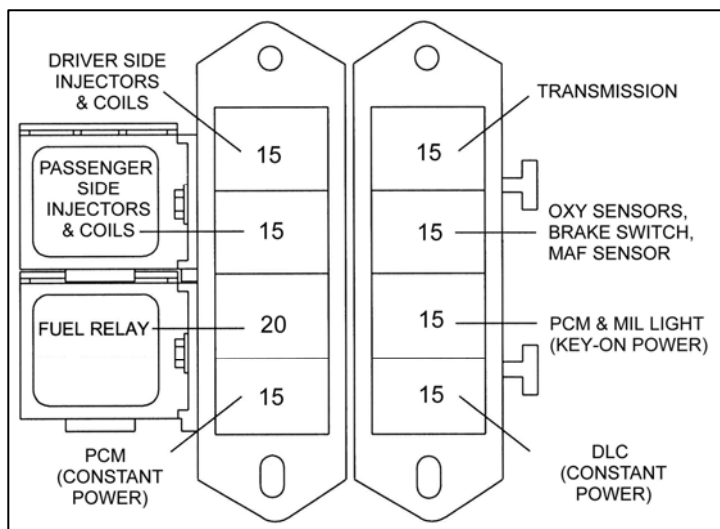 DRIVER SIDE
INJECTORS
& COILS
15
PASSENGER
SIDE
INJECTORS
& COILS
15
FUEL RELAY
20
PCM
(CONSTANT
POWER)
15
TRANSMISSION
15
OXY SENSORS,
BRAKE SWITCH,
MAF SENSOR
15
PCM & MIL LIGHT
(KEY-ON POWER)
15
DLC
(CONSTANT
POWER)
15